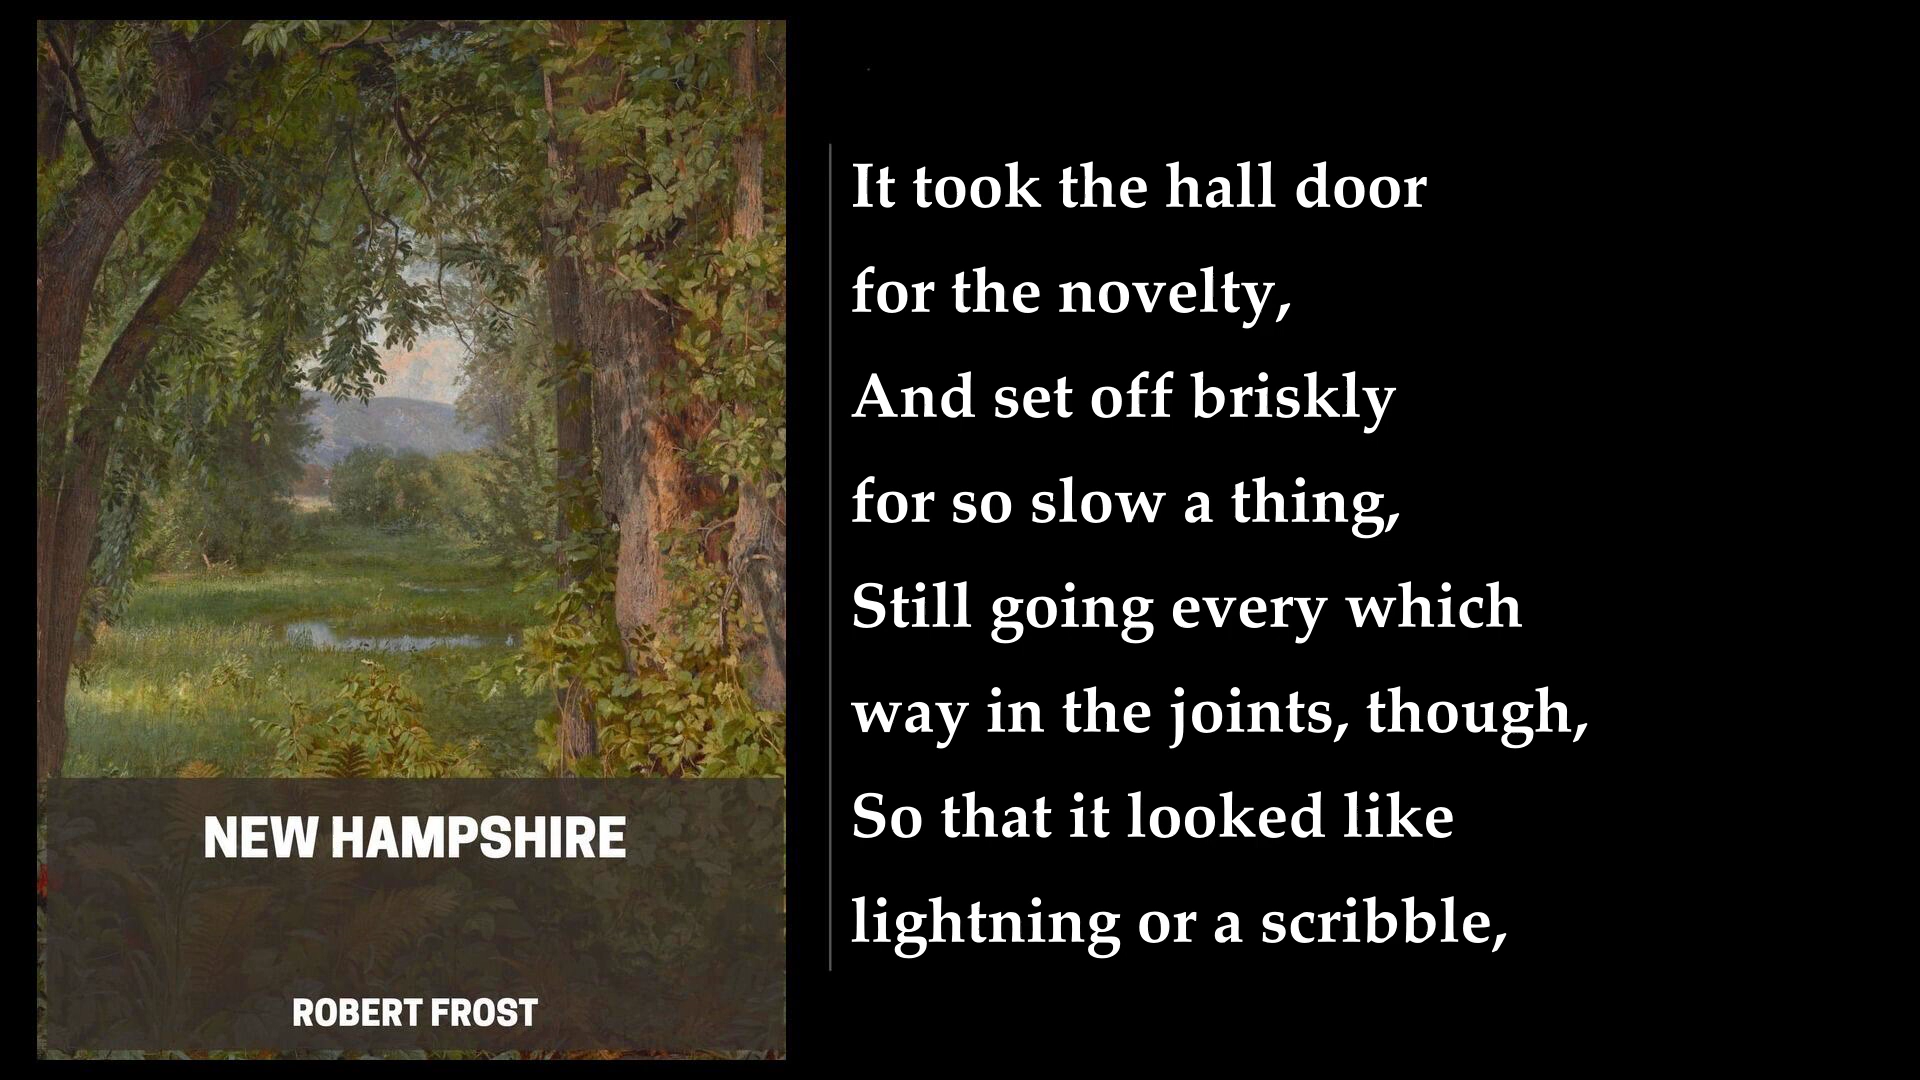 NEW HAMPSHIRE
ROBERT FROST
It took the hall door
for the novelty,
And set off briskly
for so slow a thing,
Still going every which
way in the joints, though,
So that it looked like
lightning or a scribble,